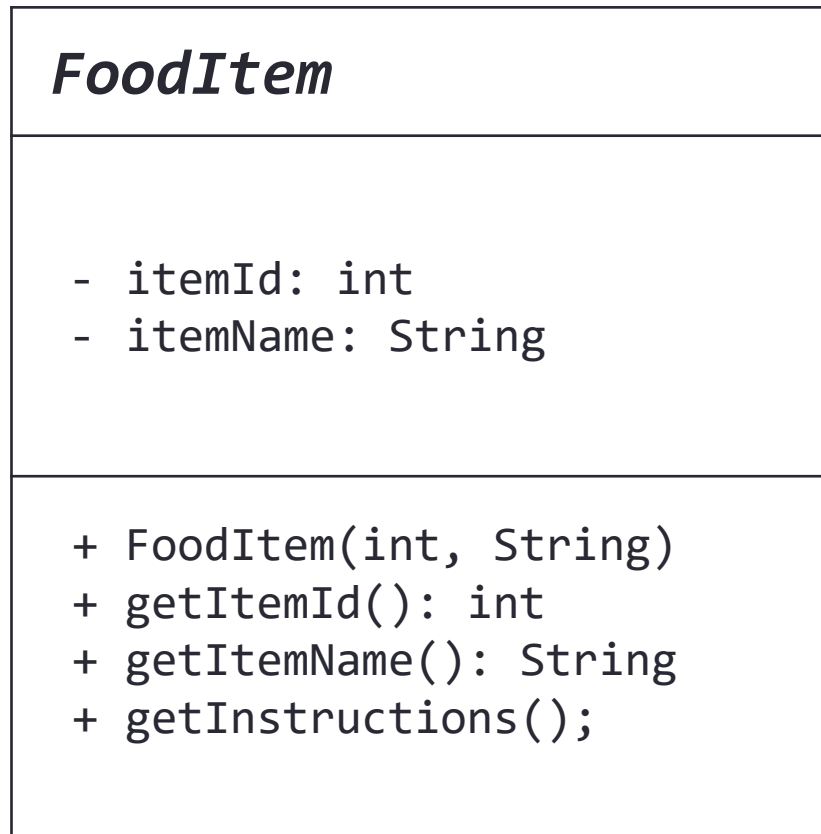 FoodItem
- itemId: int
- itemName: String
+ FoodItem(int, String)
+ getItemId(): int
+ getItemName(): String
+ getInstructions();